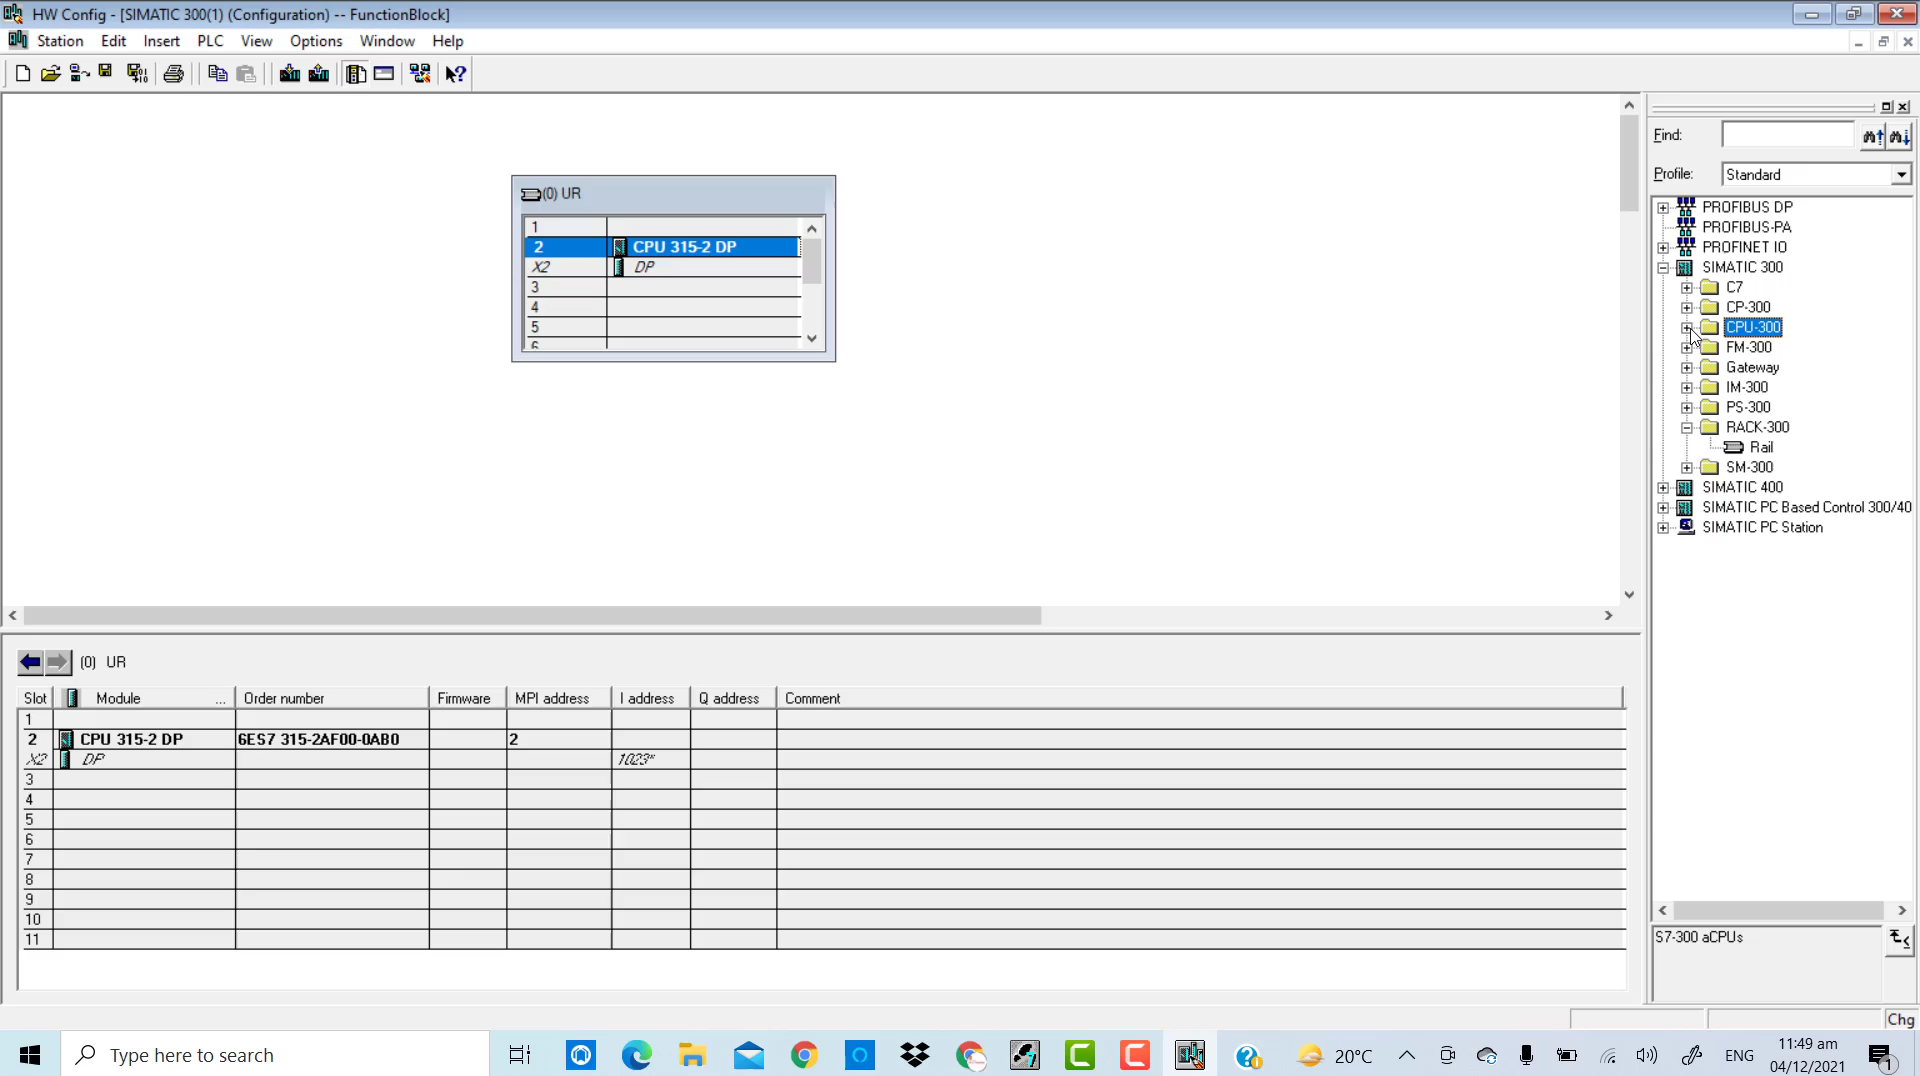 HW Config - [SIMATIC 300(1) (Configuration) -- FunctionBlock]
Station Edit Insert PLC View Options Window Help
Find:
Profile: Standard
(0) UR
1
2 CPU 315-2 DP
X2 DP
3
4
5
6
PROFIBUS DP
PROFIBUS-PA
PROFINET IO
SIMATIC 300
C7
CP-300
CPU-300
FM-300
Gateway
IM-300
PS-300
RACK-300
Rail
SM-300
SIMATIC 400
SIMATIC PC Based Control 300/40
SIMATIC PC Station
(0) UR
Slot Module ... Order number Firmware MPI address I address Q address Comment
1
2 CPU 315-2 DP 6ES7 315-2AF00-0AB0 2
X2 DP 1023*
3
4
5
6
7
8
9
10
11
S7-300 aCPUs
Chg
Type here to search
20°C
ENG
11:49 am
04/12/2021
1